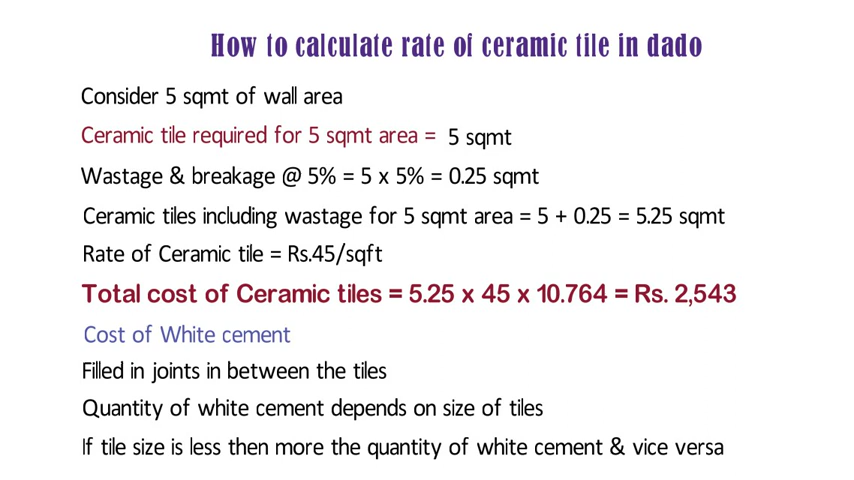 How to calculate rate of ceramic tile in dado
Consider 5 sqmt of wall area
Ceramic tile required for 5 sqmt area = 5 sqmt
Wastage & breakage @ 5% = 5 x 5% = 0.25 sqmt
Ceramic tiles including wastage for 5 sqmt area = 5 + 0.25 = 5.25 sqmt
Rate of Ceramic tile = Rs.45/sqft
Total cost of Ceramic tiles = 5.25 x 45 x 10.764 = Rs. 2,543
Cost of White cement
Filled in joints in between the tiles
Quantity of white cement depends on size of tiles
If tile size is less then more the quantity of white cement & vice versa